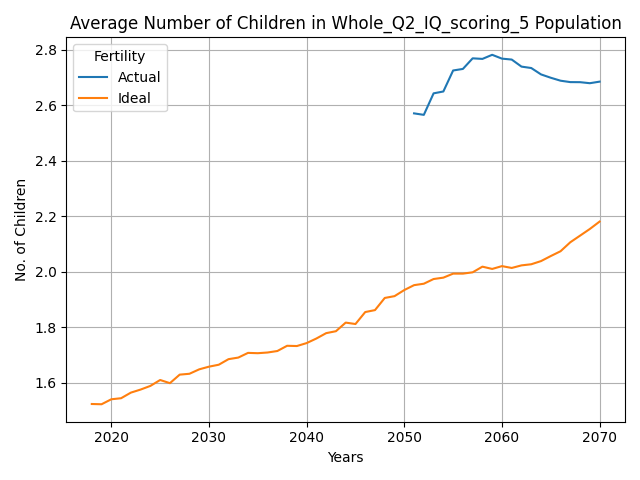 Average Number of Children in Whole_Q2_IQ_scoring_5 Population
Fertility
Actual
Ideal
No. of Children
2.8
2.6
2.4
2.2
2.0
1.8
1.6
2020 2030 2040 2050 2060 2070
Years